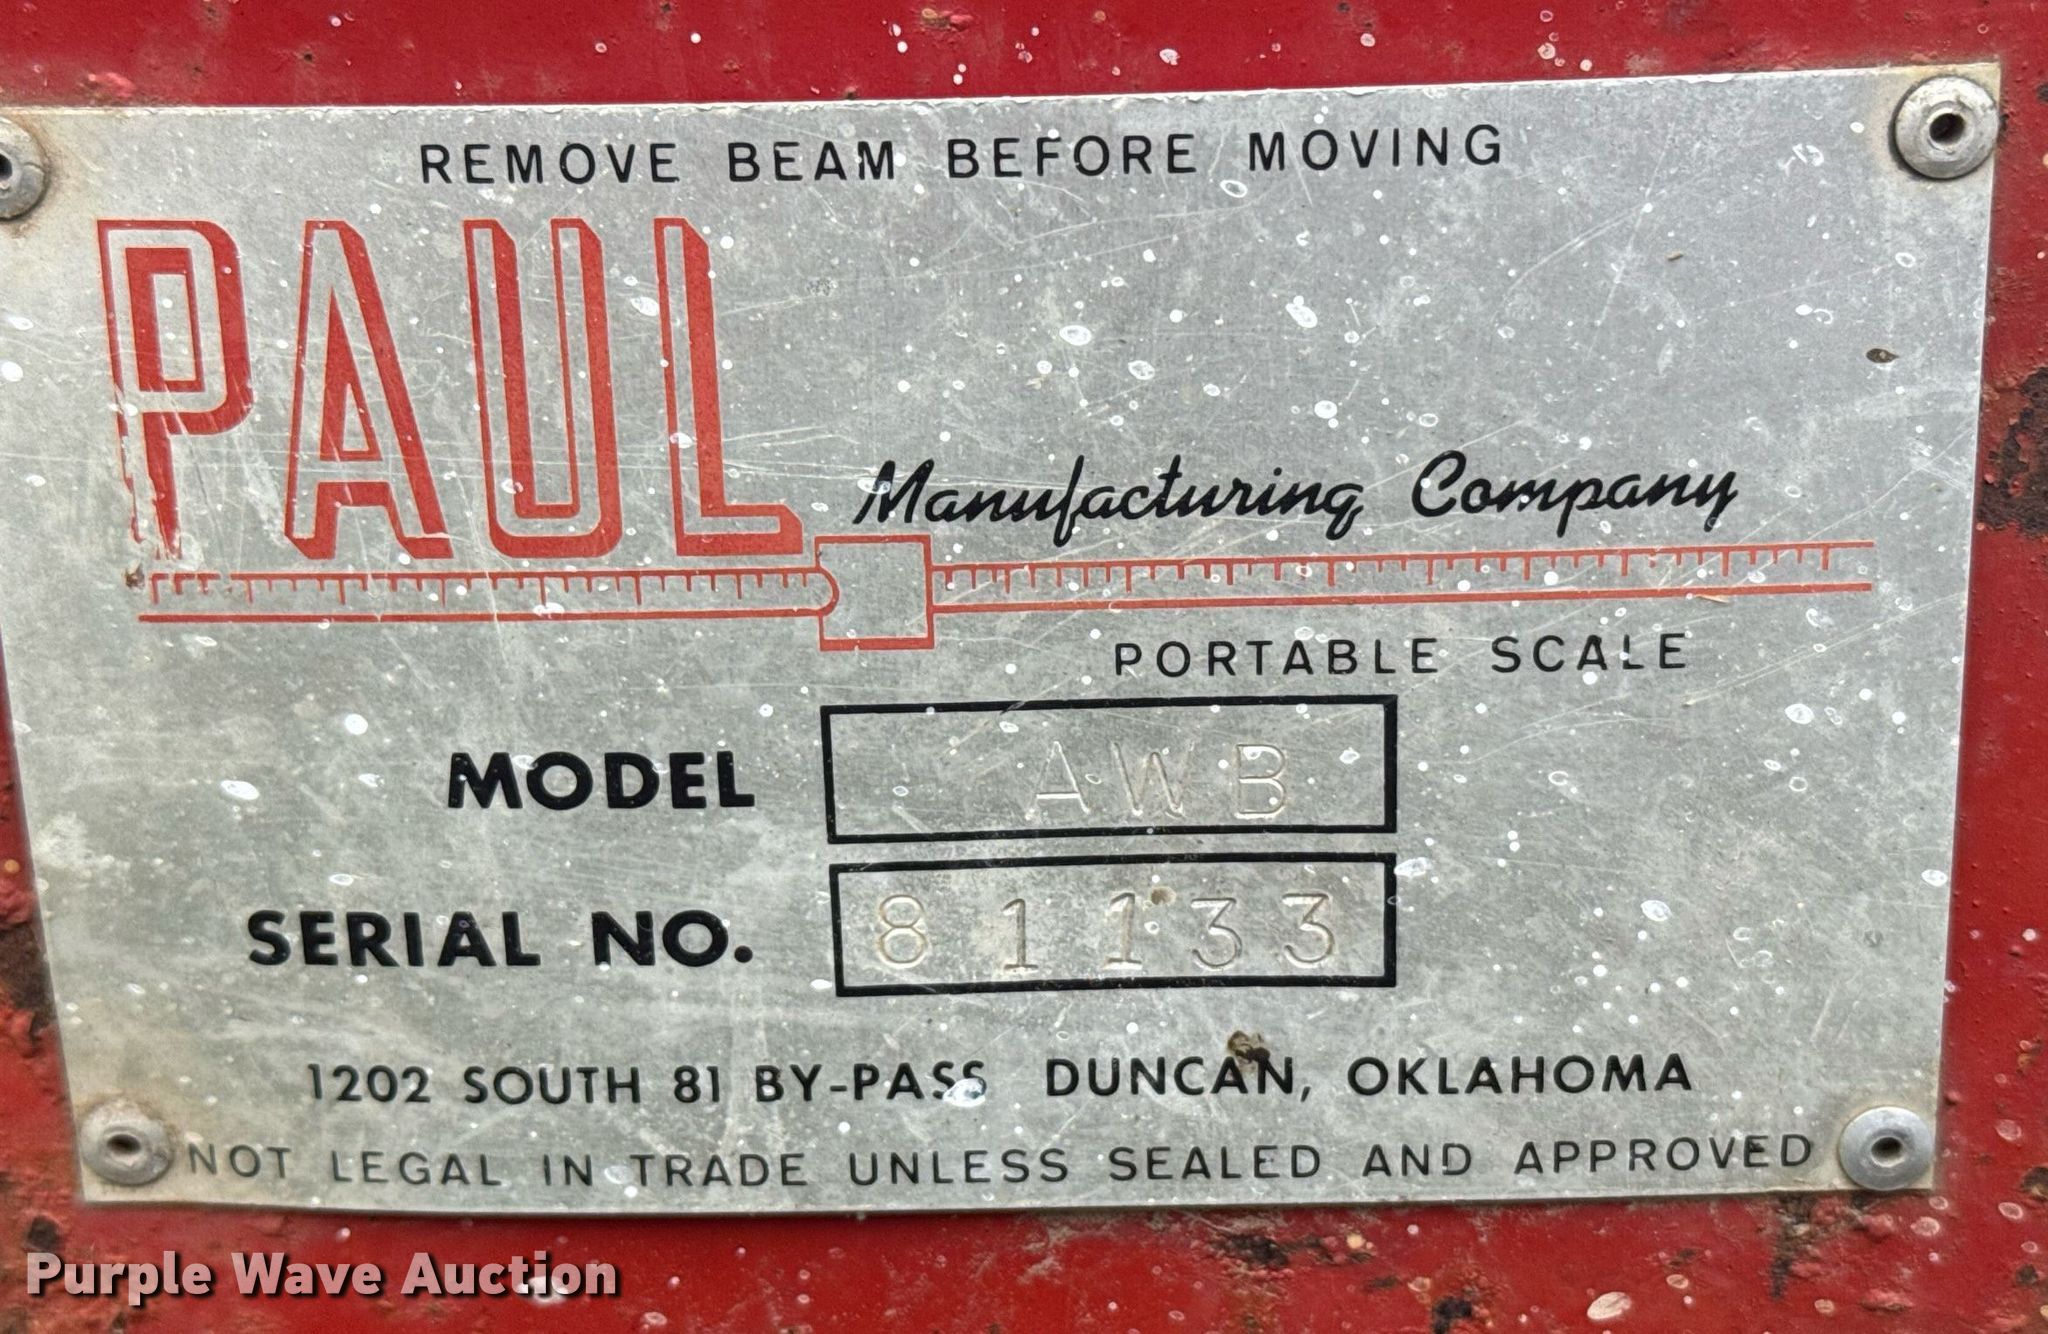 REMOVE BEAM BEFORE MOVING
PAUL Manufacturing Company
PORTABLE SCALE
MODEL AWB
SERIAL NO. 81133
1202 SOUTH 81 BY-PASS DUNCAN, OKLAHOMA
NOT LEGAL IN TRADE UNLESS SEALED AND APPROVED
Purple Wave Auction